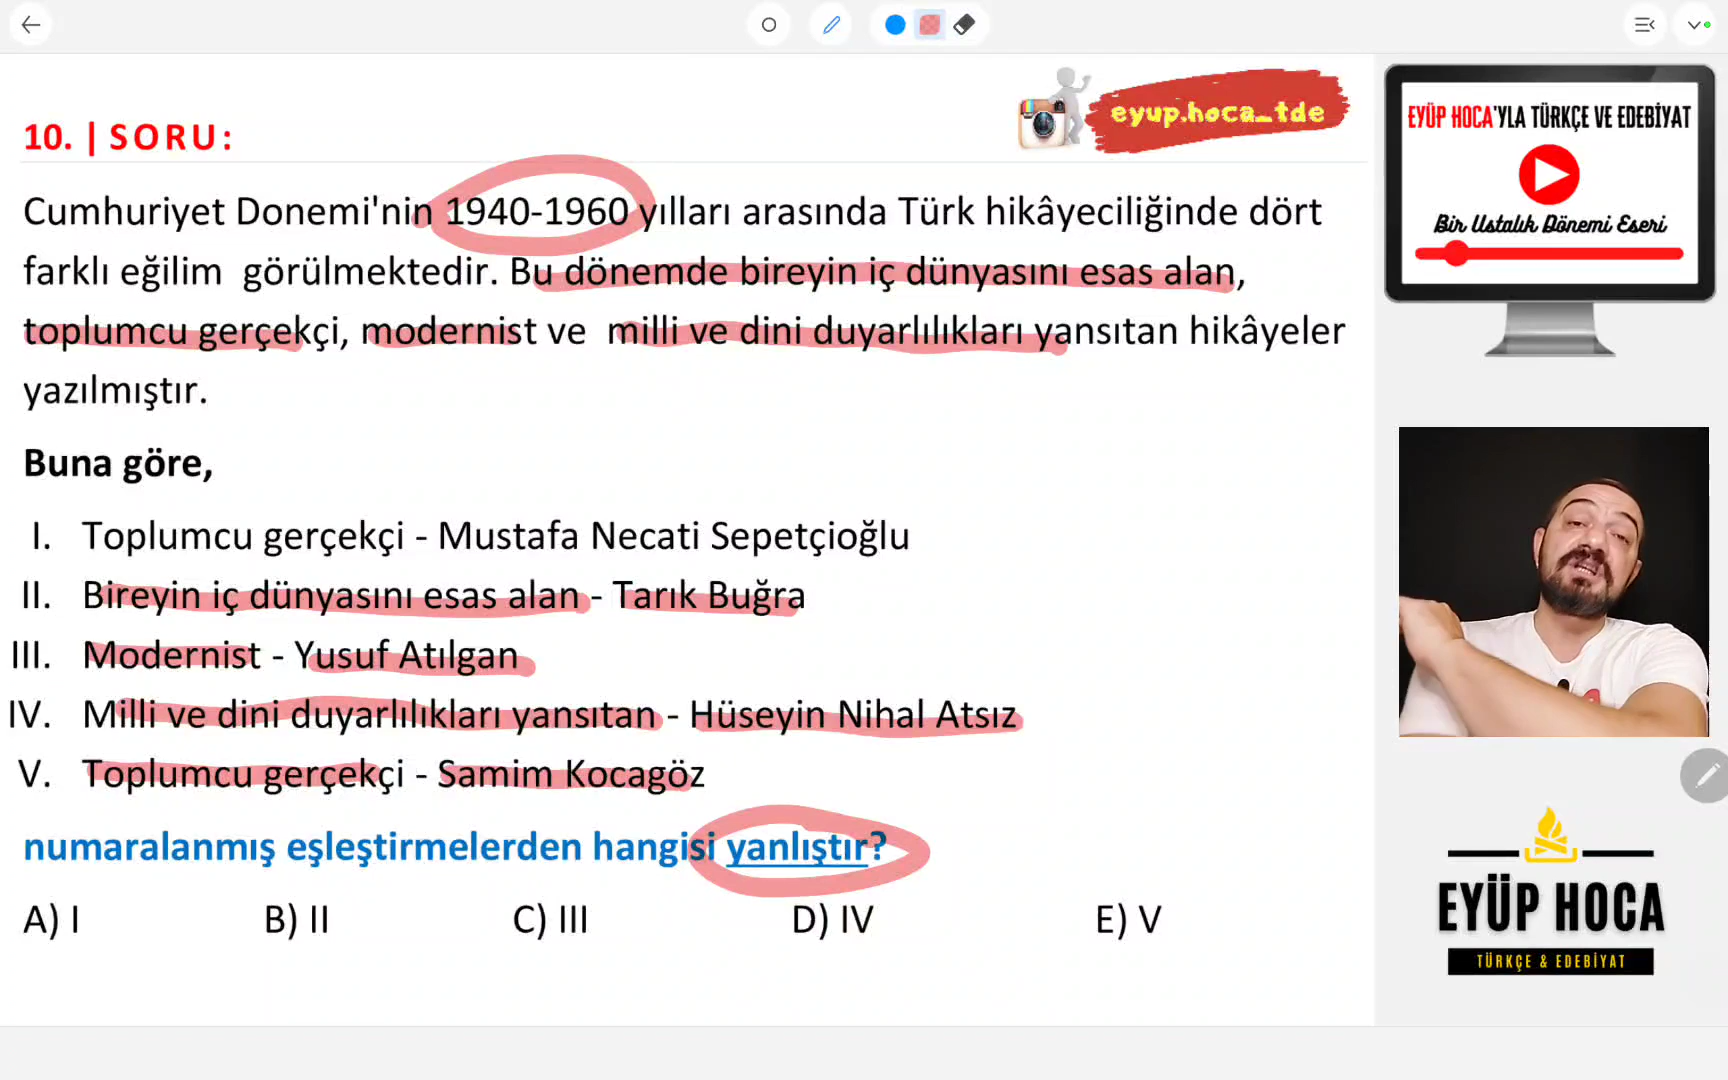 eyup.hoca_tde
EYÜP HOCA'YLA TÜRKÇE VE EDEBİYAT
Bir Ustalık Dönemi Eseri
10. | SORU:
Cumhuriyet Donemi'nin 1940-1960 yılları arasında Türk hikâyeciliğinde dört
farklı eğilim görülmektedir. Bu dönemde bireyin iç dünyasını esas alan,
toplumcu gerçekçi, modernist ve milli ve dini duyarlılıkları yansıtan hikâyeler
yazılmıştır.
Buna göre,
I. Toplumcu gerçekçi - Mustafa Necati Sepetçioğlu
II. Bireyin iç dünyasını esas alan - Tarık Buğra
III. Modernist - Yusuf Atılgan
IV. Milli ve dini duyarlılıkları yansıtan - Hüseyin Nihal Atsız
V. Toplumcu gerçekçi - Samim Kocagöz
numaralanmış eşleştirmelerden hangisi yanlıştır?
A) I B) II C) III D) IV E) V
EYÜP HOCA
TÜRKÇE & EDEBİYAT